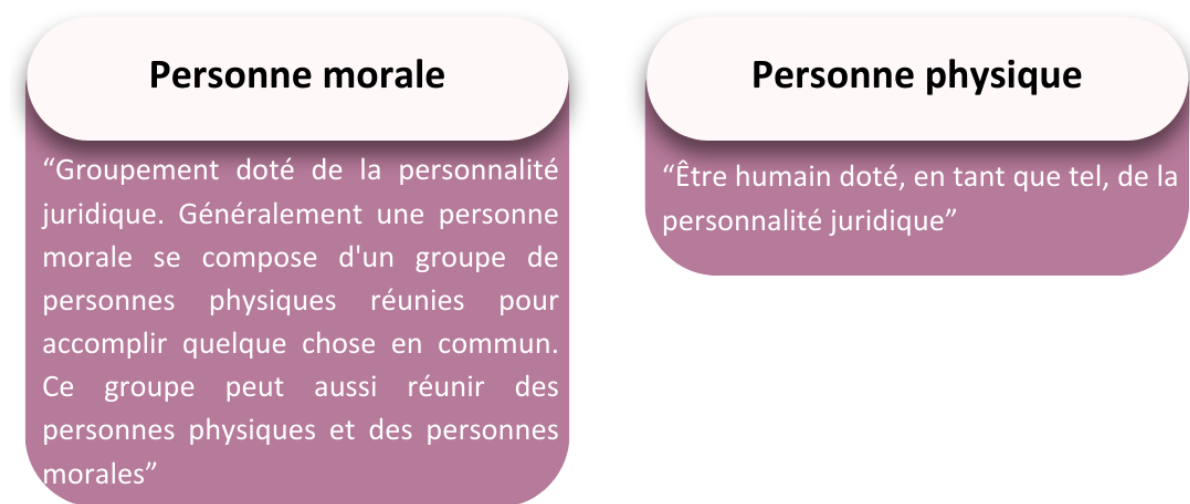 Personne morale
“Groupement doté de la personnalité
juridique. Généralement une personne
morale se compose d'un groupe de
personnes physiques réunies pour
accomplir quelque chose en commun.
Ce groupe peut aussi réunir des
personnes physiques et des personnes
morales”
Personne physique
“Être humain doté, en tant que tel, de la
personnalité juridique”